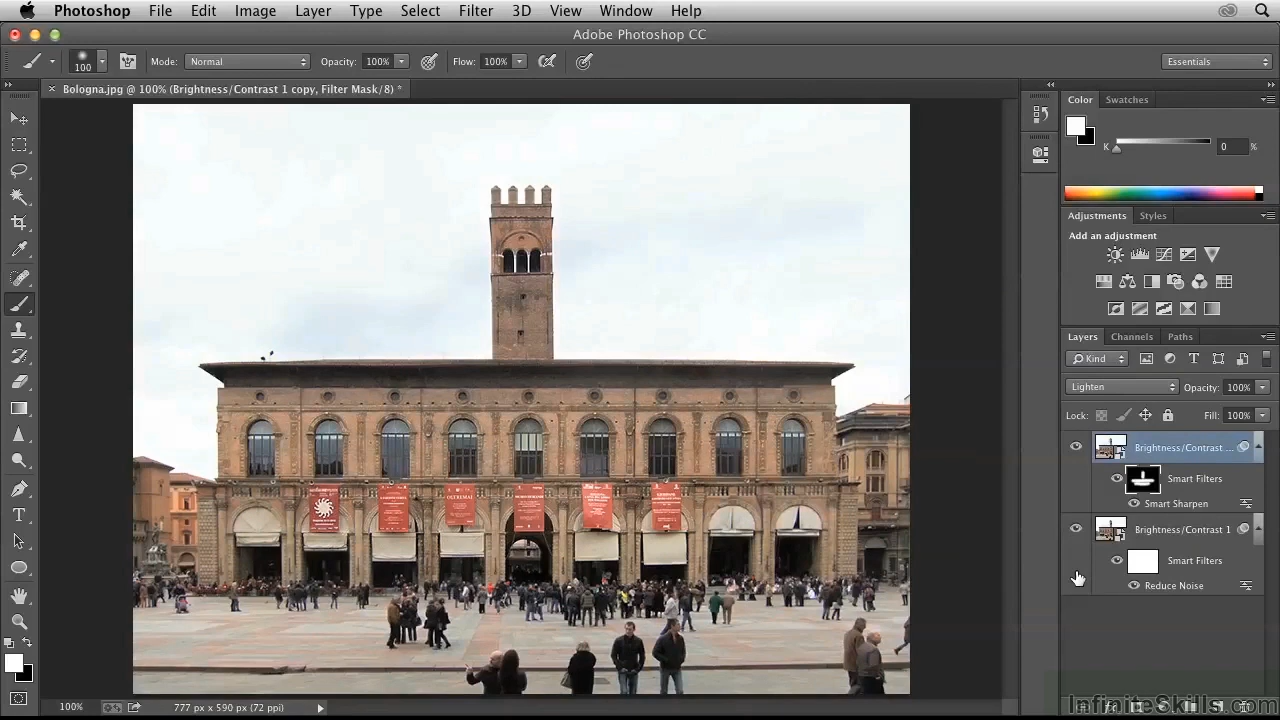 Photoshop File Edit Image Layer Type Select Filter 3D View Window Help
Adobe Photoshop CC
100 Mode: Normal Opacity: 100% Flow: 100% Essentials
× Bologna.jpg @ 100% (Brightness/Contrast 1 copy, Filter Mask/8) *
Color Swatches
K 0 %
Adjustments Styles
Add an adjustment
Layers Channels Paths
Kind
Lighten Opacity: 100%
Lock: Fill: 100%
Brightness/Contrast ...
Smart Filters
Smart Sharpen
Brightness/Contrast 1
Smart Filters
Reduce Noise
OLTREMAI
100% 777 px x 590 px (72 ppi)
InfiniteSkills.com